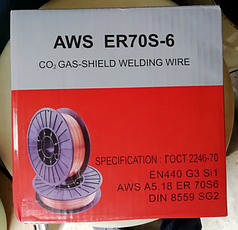 AWS ER70S-6
CO₂ GAS-SHIELD WELDING WIRE
SPECIFICATION : ГОСТ 2246-70
EN440 G3 Si1
AWS A5.18 ER 70S6
DIN 8559 SG2